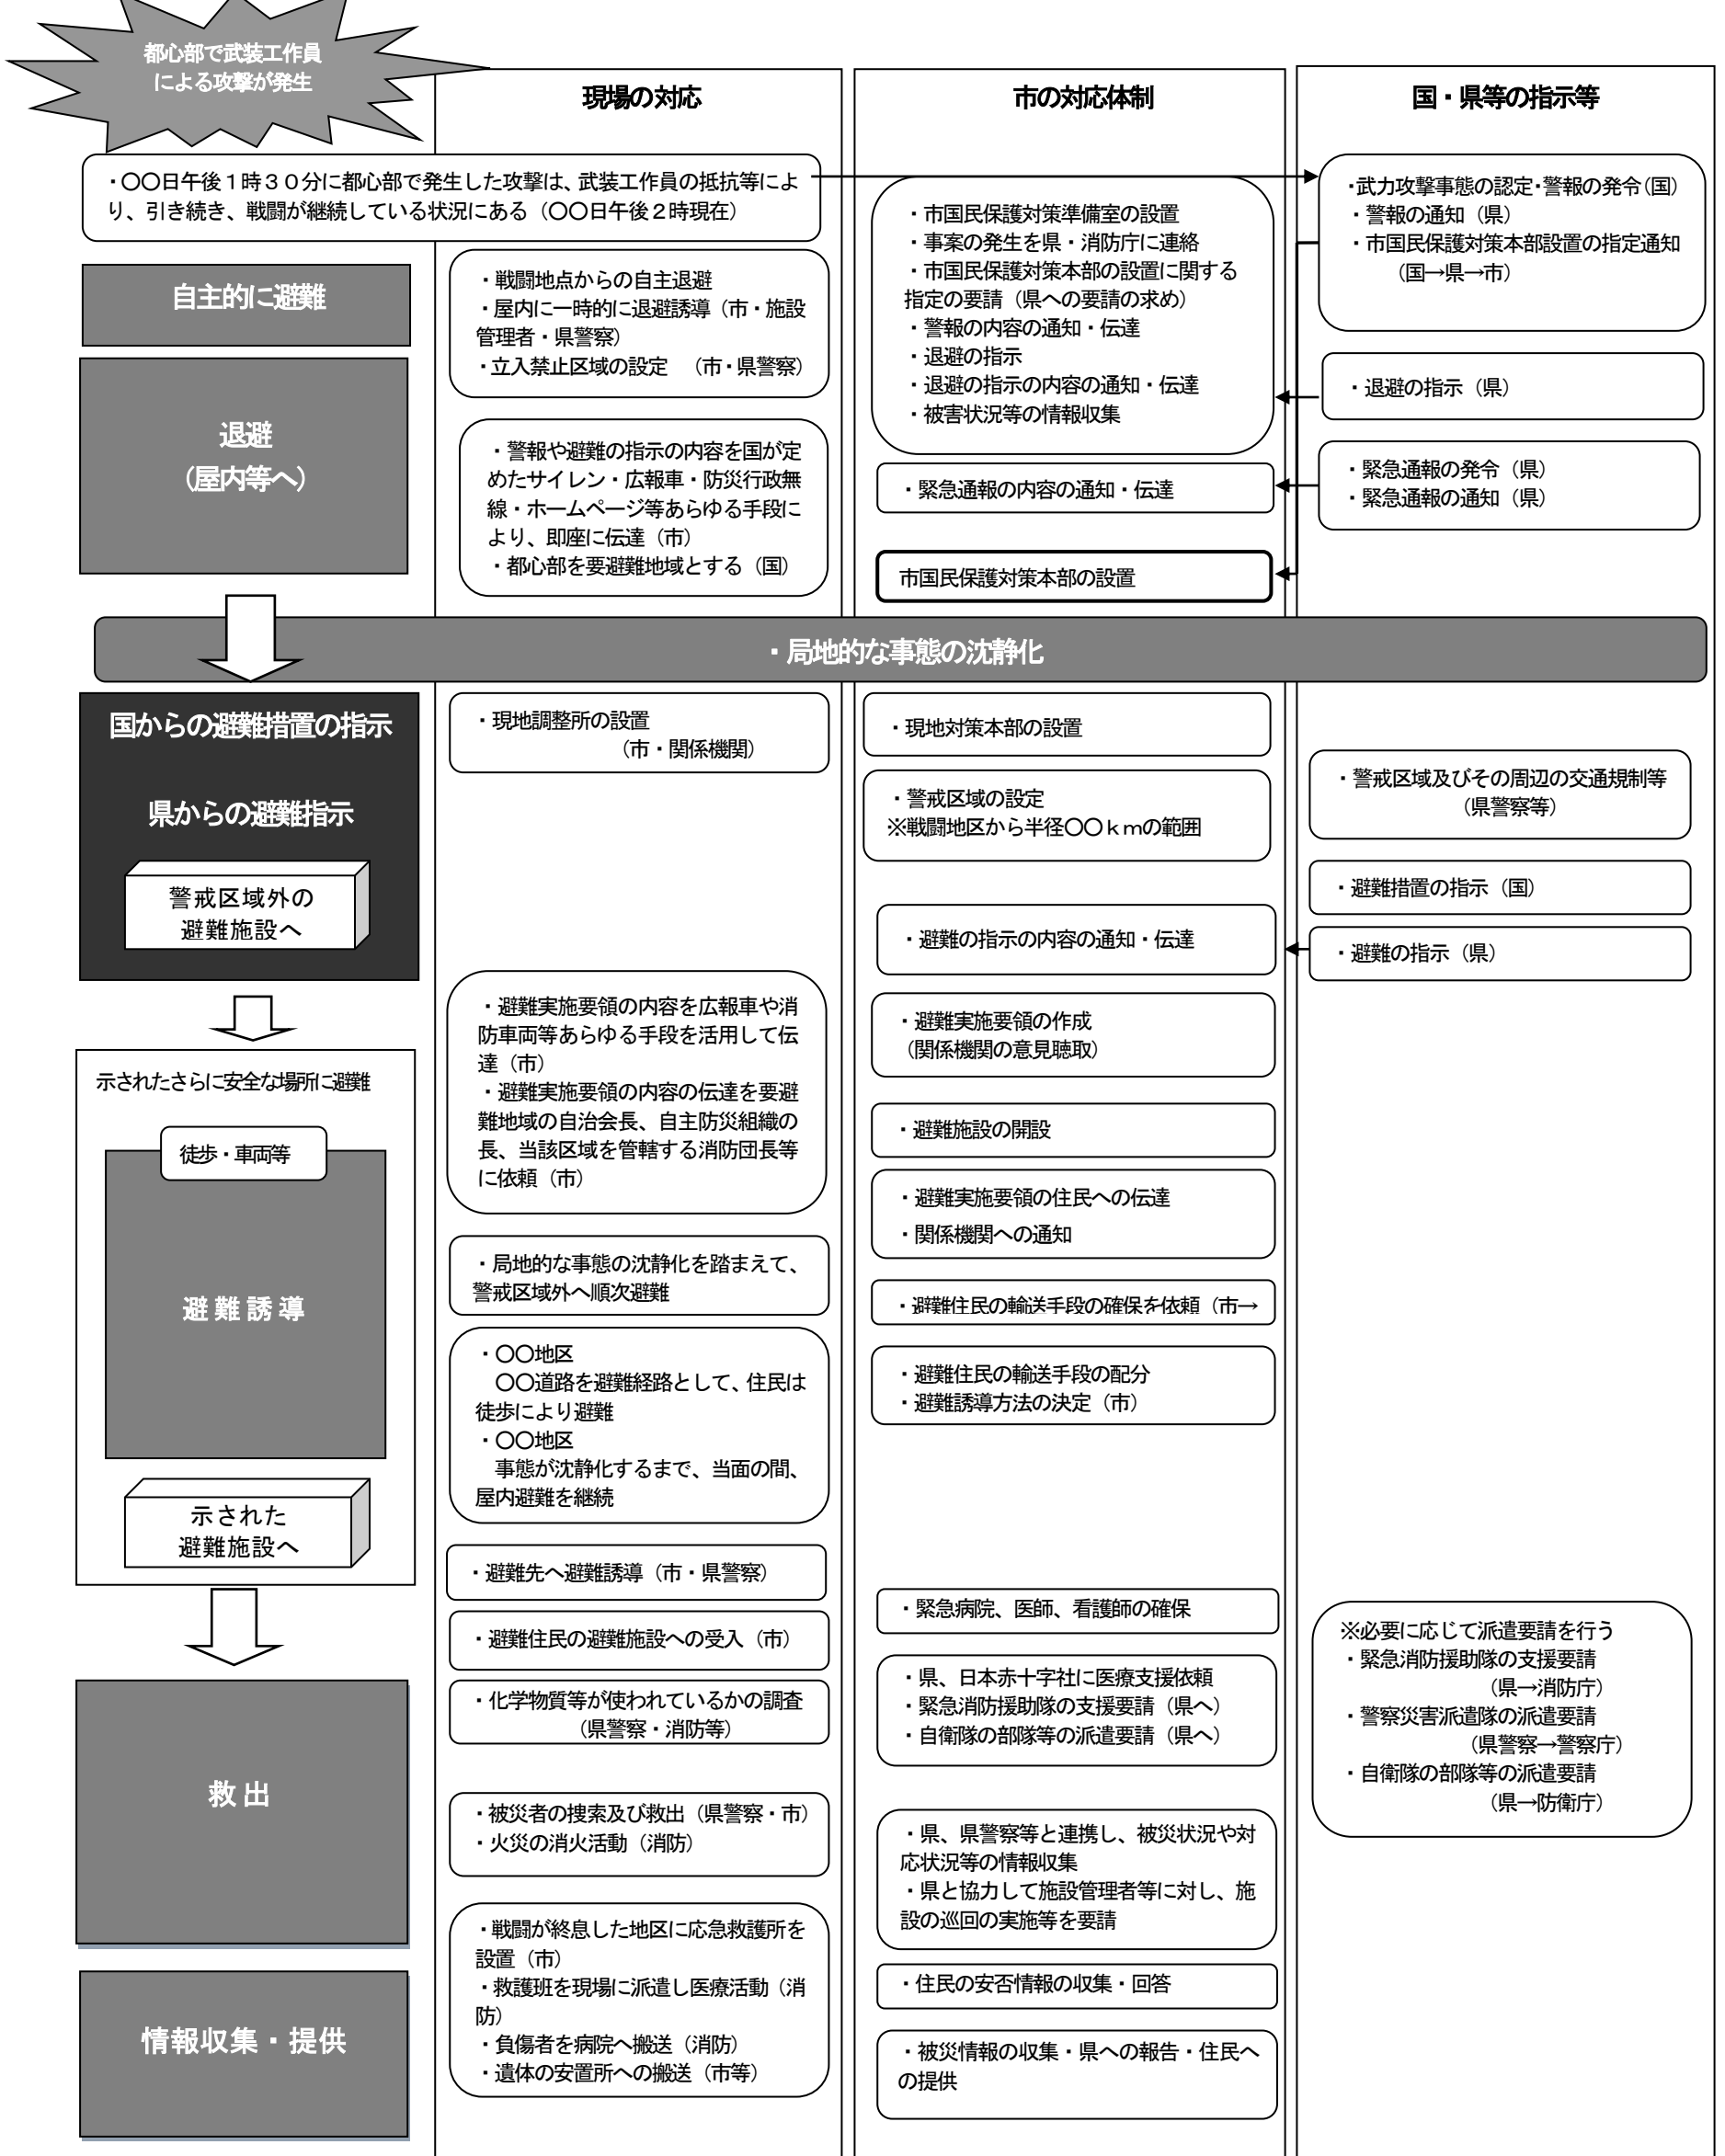 都心部で武装工作員
による攻撃が発生
現場の対応
市の対応体制
国・県等の指示等
・〇〇日午後１時３０分に都心部で発生した攻撃は、武装工作員の抵抗等によ
り、引き続き、戦闘が継続している状況にある（〇〇日午後２時現在）
自主的に避難
退避
（屋内等へ）
・戦闘地点からの自主退避
・屋内に一時的に退避誘導（市・施設
管理者・県警察）
・立入禁止区域の設定　（市・県警察）
・警報や避難の指示の内容を国が定
めたサイレン・広報車・防災行政無
線・ホームページ等あらゆる手段に
より、即座に伝達（市）
・都心部を要避難地域とする（国）
・市国民保護対策準備室の設置
・事案の発生を県・消防庁に連絡
・市国民保護対策本部の設置に関する
指定の要請（県への要請の求め）
・警報の内容の通知・伝達
・退避の指示
・退避の指示の内容の通知・伝達
・被害状況等の情報収集
・緊急通報の内容の通知・伝達
市国民保護対策本部の設置
・武力攻撃事態の認定・警報の発令（国）
・警報の通知（県）
・市国民保護対策本部設置の指定通知
（国→県→市）
・退避の指示（県）
・緊急通報の発令（県）
・緊急通報の通知（県）
・局地的な事態の沈静化
国からの避難措置の指示
県からの避難指示
警戒区域外の
避難施設へ
示されたさらに安全な場所に避難
徒歩・車両等
避難誘導
示された
避難施設へ
救出
情報収集・提供
・現地調整所の設置
（市・関係機関）
・避難実施要領の内容を広報車や消
防車両等あらゆる手段を活用して伝
達（市）
・避難実施要領の内容の伝達を要避
難地域の自治会長、自主防災組織の
長、当該区域を管轄する消防団長等
に依頼（市）
・局地的な事態の沈静化を踏まえて、
警戒区域外へ順次避難
・〇〇地区
〇〇道路を避難経路として、住民は
徒歩により避難
・〇〇地区
事態が沈静化するまで、当面の間、
屋内避難を継続
・避難先へ避難誘導（市・県警察）
・避難住民の避難施設への受入（市）
・化学物質等が使われているかの調査
（県警察・消防等）
・被災者の捜索及び救出（県警察・市）
・火災の消火活動（消防）
・戦闘が終息した地区に応急救護所を
設置（市）
・救護班を現場に派遣し医療活動（消
防）
・負傷者を病院へ搬送（消防）
・遺体の安置所への搬送（市等）
・現地対策本部の設置
・警戒区域の設定
※戦闘地区から半径〇〇ｋｍの範囲
・避難の指示の内容の通知・伝達
・避難実施要領の作成
（関係機関の意見聴取）
・避難施設の開設
・避難実施要領の住民への伝達
・関係機関への通知
・避難住民の輸送手段の確保を依頼（市→
・避難住民の輸送手段の配分
・避難誘導方法の決定（市）
・緊急病院、医師、看護師の確保
・県、日本赤十字社に医療支援依頼
・緊急消防援助隊の支援要請（県へ）
・自衛隊の部隊等の派遣要請（県へ）
・県、県警察等と連携し、被災状況や対
応状況等の情報収集
・県と協力して施設管理者等に対し、施
設の巡回の実施等を要請
・住民の安否情報の収集・回答
・被災情報の収集・県への報告・住民へ
の提供
・警戒区域及びその周辺の交通規制等
（県警察等）
・避難措置の指示（国）
・避難の指示（県）
※必要に応じて派遣要請を行う
・緊急消防援助隊の支援要請
（県→消防庁）
・警察災害派遣隊の派遣要請
（県警察→警察庁）
・自衛隊の部隊等の派遣要請
（県→防衛庁）